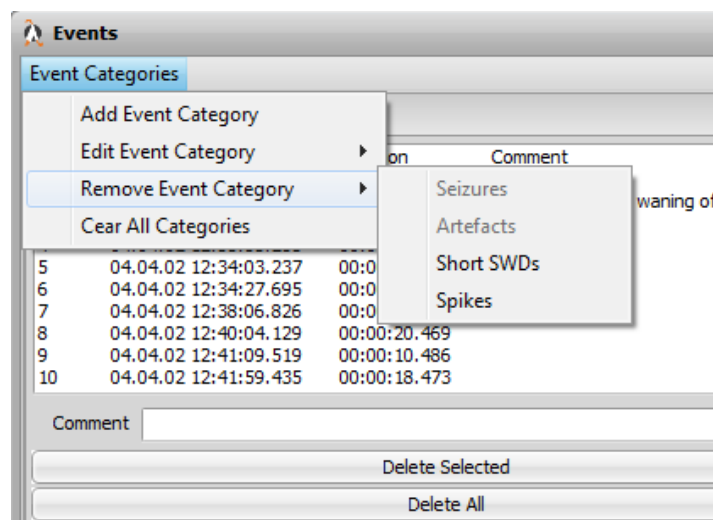 Events
Event Categories
Add Event Category
Edit Event Category
on Comment
Remove Event Category
Seizures
waning of
Cear All Categories
Artefacts
5 04.04.02 12:34:03.237 00:0
Short SWDs
6 04.04.02 12:34:27.695 00:0
Spikes
7 04.04.02 12:38:06.826 00:0
8 04.04.02 12:40:04.129 00:00:20.469
9 04.04.02 12:41:09.519 00:00:10.486
10 04.04.02 12:41:59.435 00:00:18.473
Comment
Delete Selected
Delete All